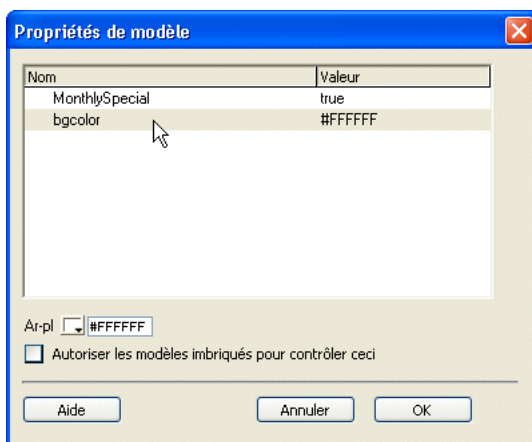 Propriétés de modèle
Nom Valeur
MonthlySpecial true
bgcolor #FFFFFF
Ar-pl #FFFFFF
Autoriser les modèles imbriqués pour contrôler ceci
Aide Annuler OK